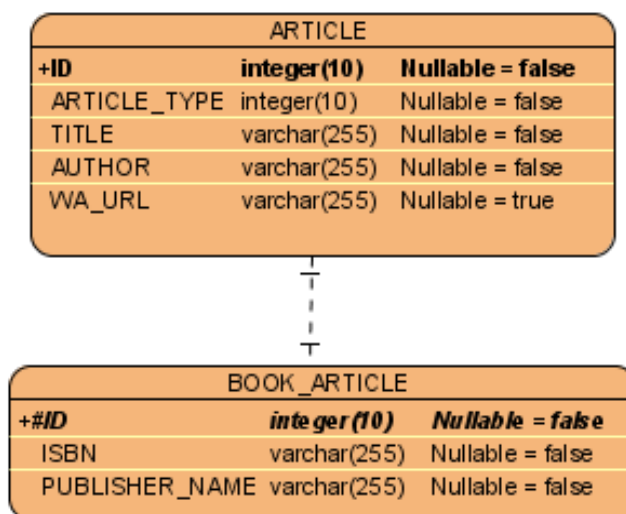 ARTICLE
+ID integer(10) Nullable = false
ARTICLE_TYPE integer(10) Nullable = false
TITLE varchar(255) Nullable = false
AUTHOR varchar(255) Nullable = false
WA_URL varchar(255) Nullable = true
BOOK_ARTICLE
+#ID integer(10) Nullable = false
ISBN varchar(255) Nullable = false
PUBLISHER_NAME varchar(255) Nullable = false